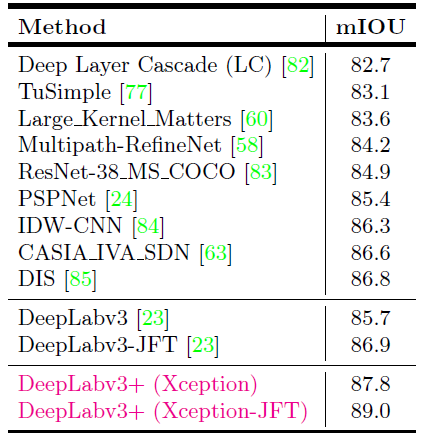 Method mIOU
Deep Layer Cascade (LC) [82] 82.7
TuSimple [77] 83.1
Large_Kernel_Matters [60] 83.6
Multipath-RefineNet [58] 84.2
ResNet-38_MS_COCO [83] 84.9
PSPNet [24] 85.4
IDW-CNN [84] 86.3
CASIA_IVA_SDN [63] 86.6
DIS [85] 86.8
DeepLabv3 [23] 85.7
DeepLabv3-JFT [23] 86.9
DeepLabv3+ (Xception) 87.8
DeepLabv3+ (Xception-JFT) 89.0